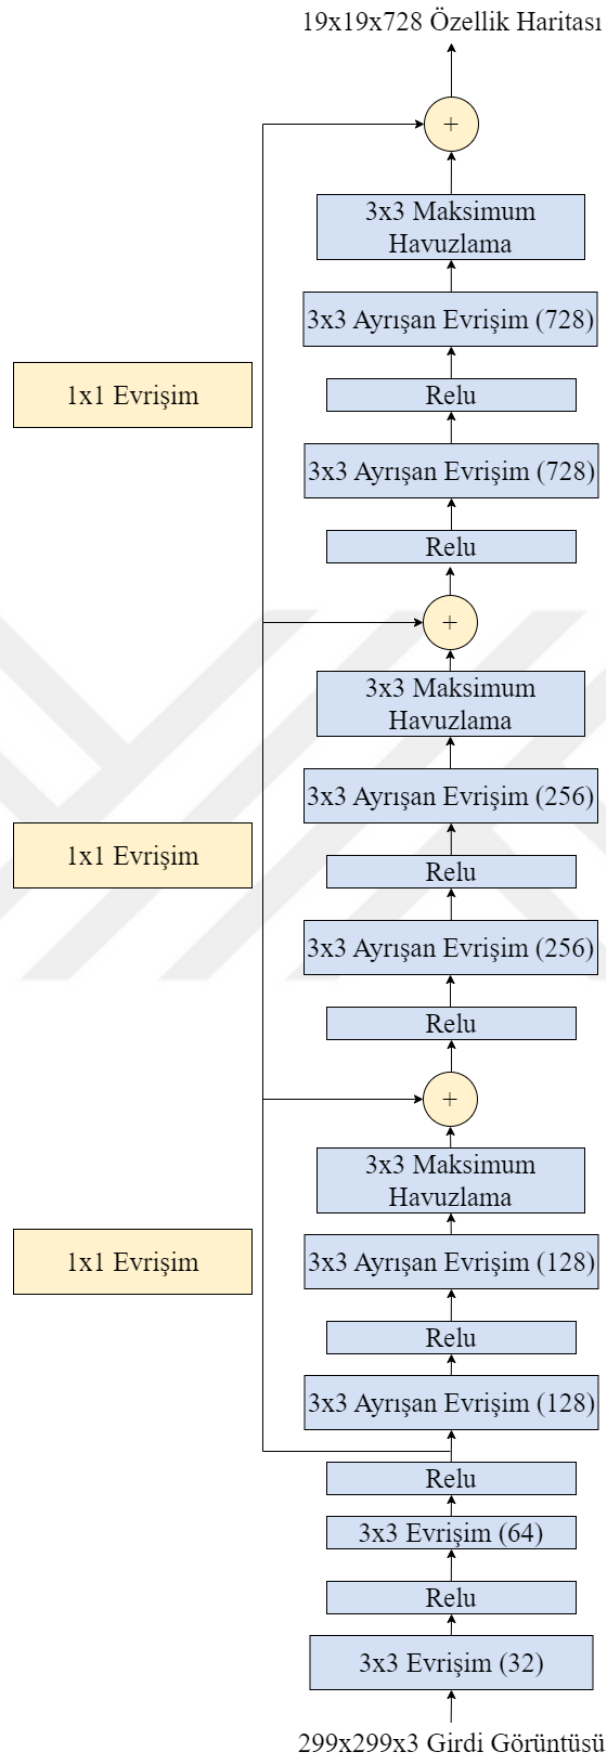 19x19x728 Özellik Haritası
+
3x3 Maksimum
Havuzlama
3x3 Ayrışan Evrişim (728)
1x1 Evrişim
Relu
3x3 Ayrışan Evrişim (728)
Relu
+
3x3 Maksimum
Havuzlama
3x3 Ayrışan Evrişim (256)
1x1 Evrişim
Relu
3x3 Ayrışan Evrişim (256)
Relu
+
3x3 Maksimum
Havuzlama
1x1 Evrişim
3x3 Ayrışan Evrişim (128)
Relu
3x3 Ayrışan Evrişim (128)
Relu
3x3 Evrişim (64)
Relu
3x3 Evrişim (32)
299x299x3 Girdi Görüntüsü